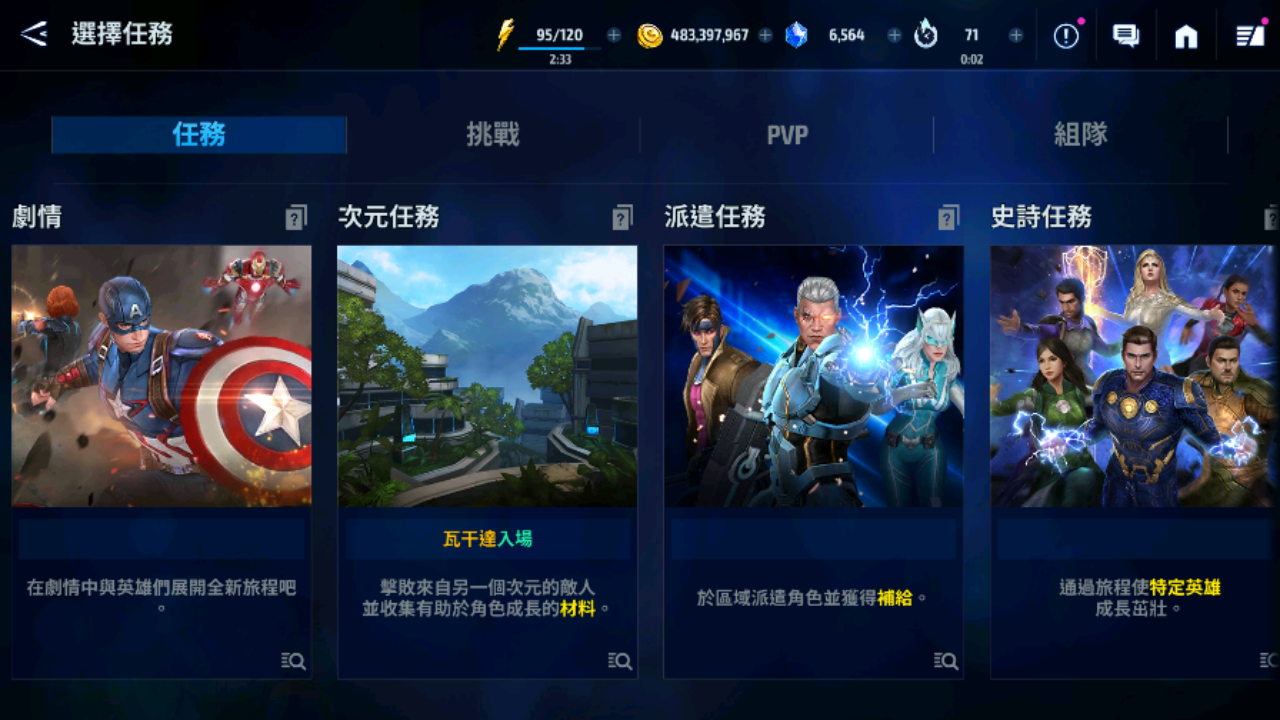 選擇任務
95/120
2:33
483,397,967
6,564
71
0:02
任務
挑戰
PVP
組隊
劇情
次元任務
派遣任務
史詩任務
在劇情中與英雄們展開全新旅程吧
。
瓦干達入場
擊敗來自另一個次元的敵人
並收集有助於角色成長的材料。
於區域派遣角色並獲得補給。
通過旅程使特定英雄
成長茁壯。